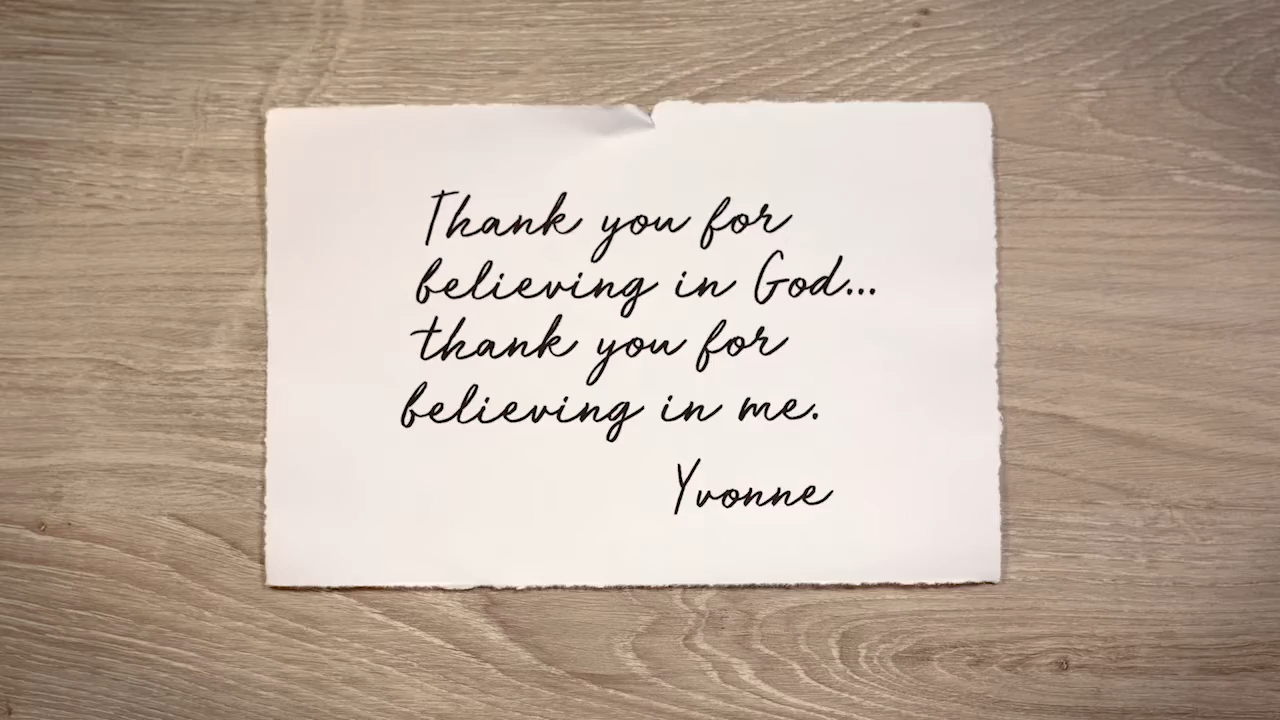 Thank you for
believing in God...
thank you for
believing in me.
Yvonne